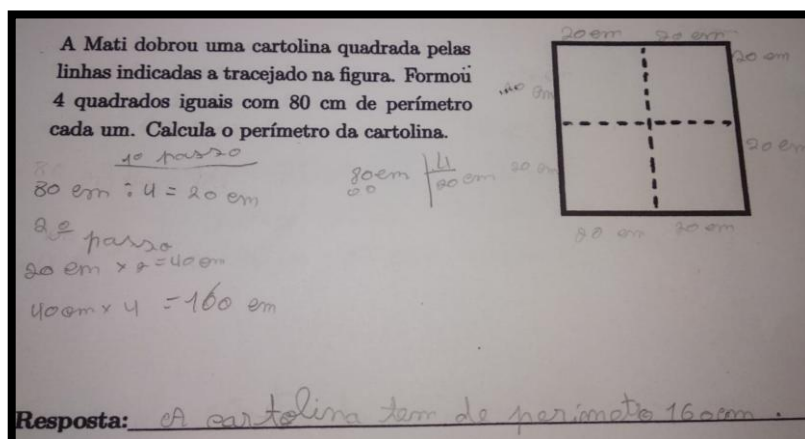 A Mati dobrou uma cartolina quadrada pelas
linhas indicadas a tracejado na figura. Formou
4 quadrados iguais com 80 cm de perímetro
cada um. Calcula o perímetro da cartolina.
20 cm 20 cm
20 cm
20 cm
20 cm
20 cm 20 cm
1º passo
80 cm : 4 = 20 cm
80 cm | 4
00 20 cm
2º passo
20 cm x 2 = 40 cm
40 cm x 4 = 160 cm
Resposta: A cartolina tem de perimoto 160 cm.